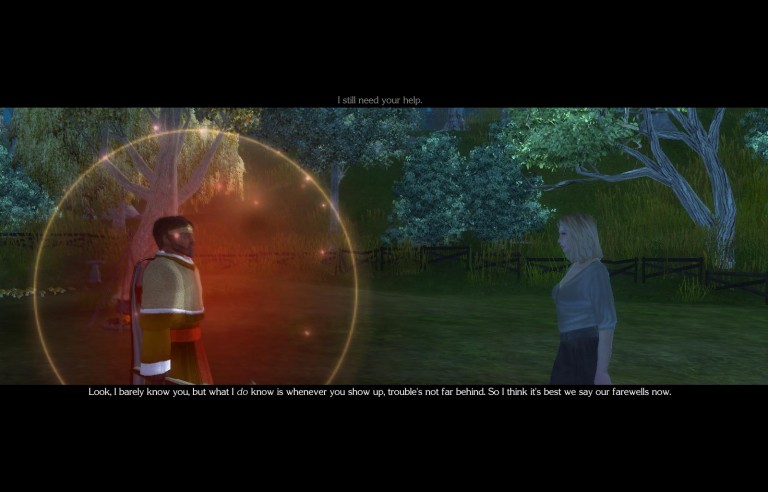 I still need your help.
Look, I barely know you, but what I do know is whenever you show up, trouble's not far behind. So I think it's best we say our farewells now.